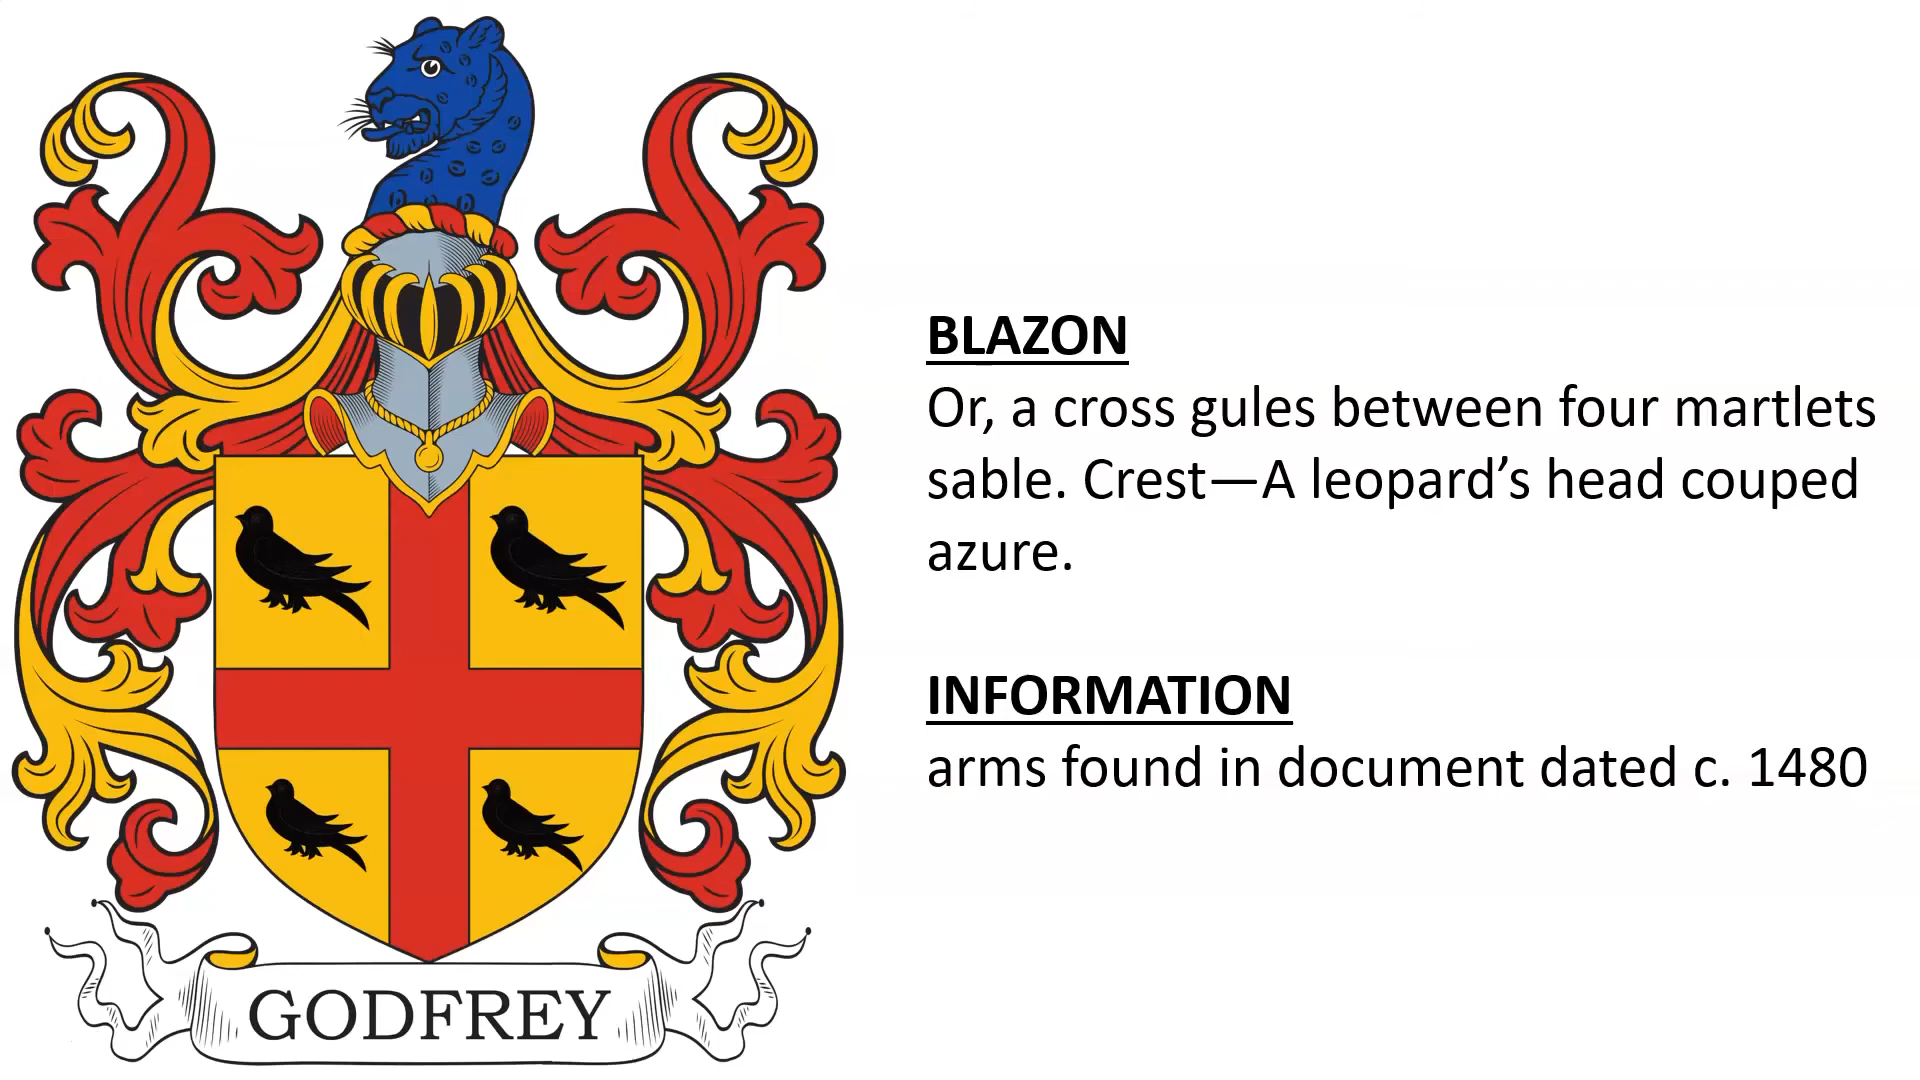 BLAZON
Or, a cross gules between four martlets
sable. Crest—A leopard’s head couped
azure.
INFORMATION
arms found in document dated c. 1480
GODFREY